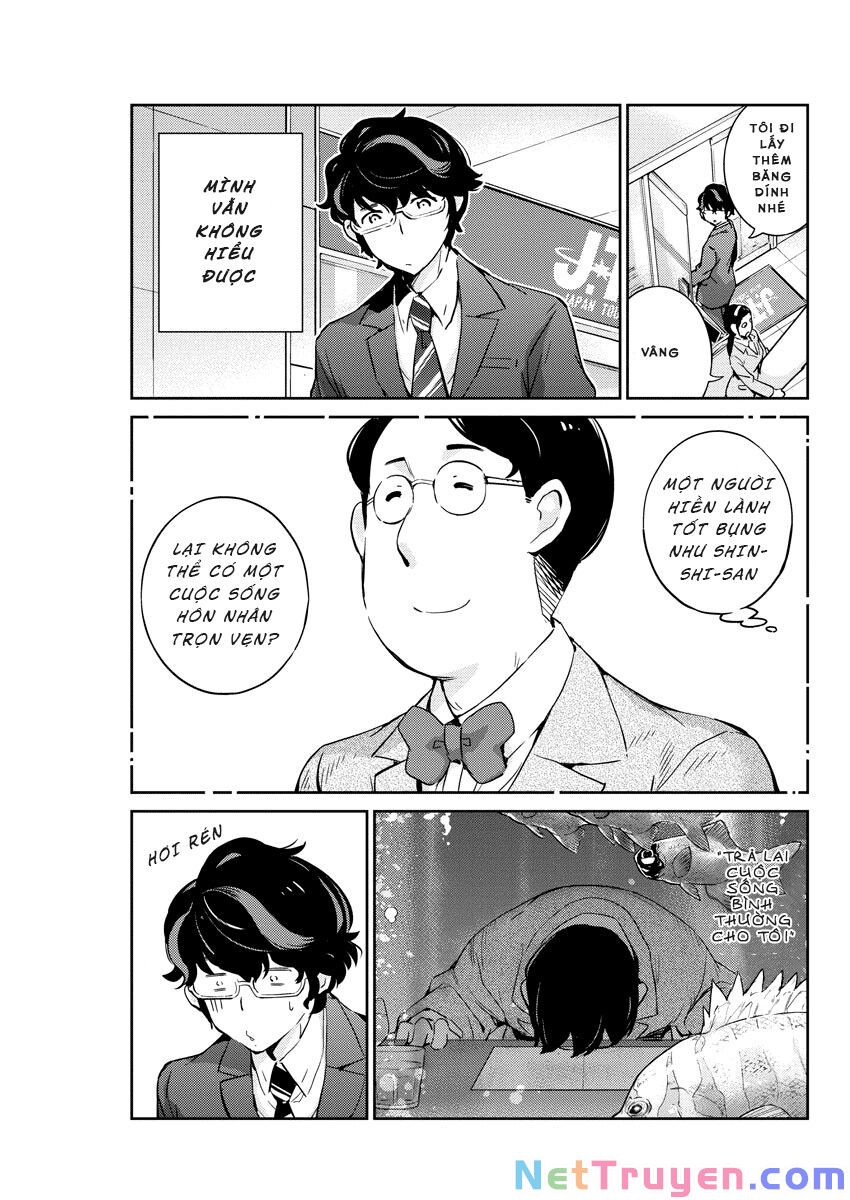 TÔI ĐI
LẤY
THÊM
BĂNG
DÍNH
NHÉ
VÂNG
J.T
JAPAN TOU
MÌNH
VẪN
KHÔNG
HIỂU
ĐƯỢC
MỘT NGƯỜI
HIỀN LÀNH
TỐT BỤNG
NHƯ SHIN-
SHI-SAN
LẠI KHÔNG
THỂ CÓ MỘT
CUỘC SỐNG
HÔN NHÂN
TRỌN VẸN?
"TRẢ LẠI
CUỘC
SỐNG
BÌNH
THƯỜNG
CHO TÔI"
HƠI RÉN
NetTruyen.com